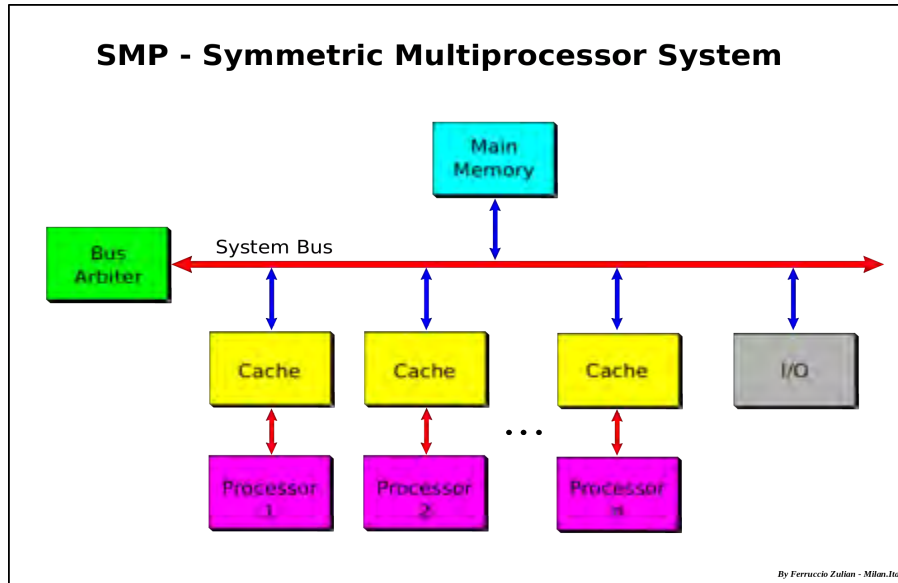 SMP - Symmetric Multiprocessor System
Main
Memory
Bus
Arbiter
System Bus
Cache
Cache
Cache
I/O
...
Processor
1
Processor
2
Processor
n
By Ferruccio Zulian - Milan.Ita